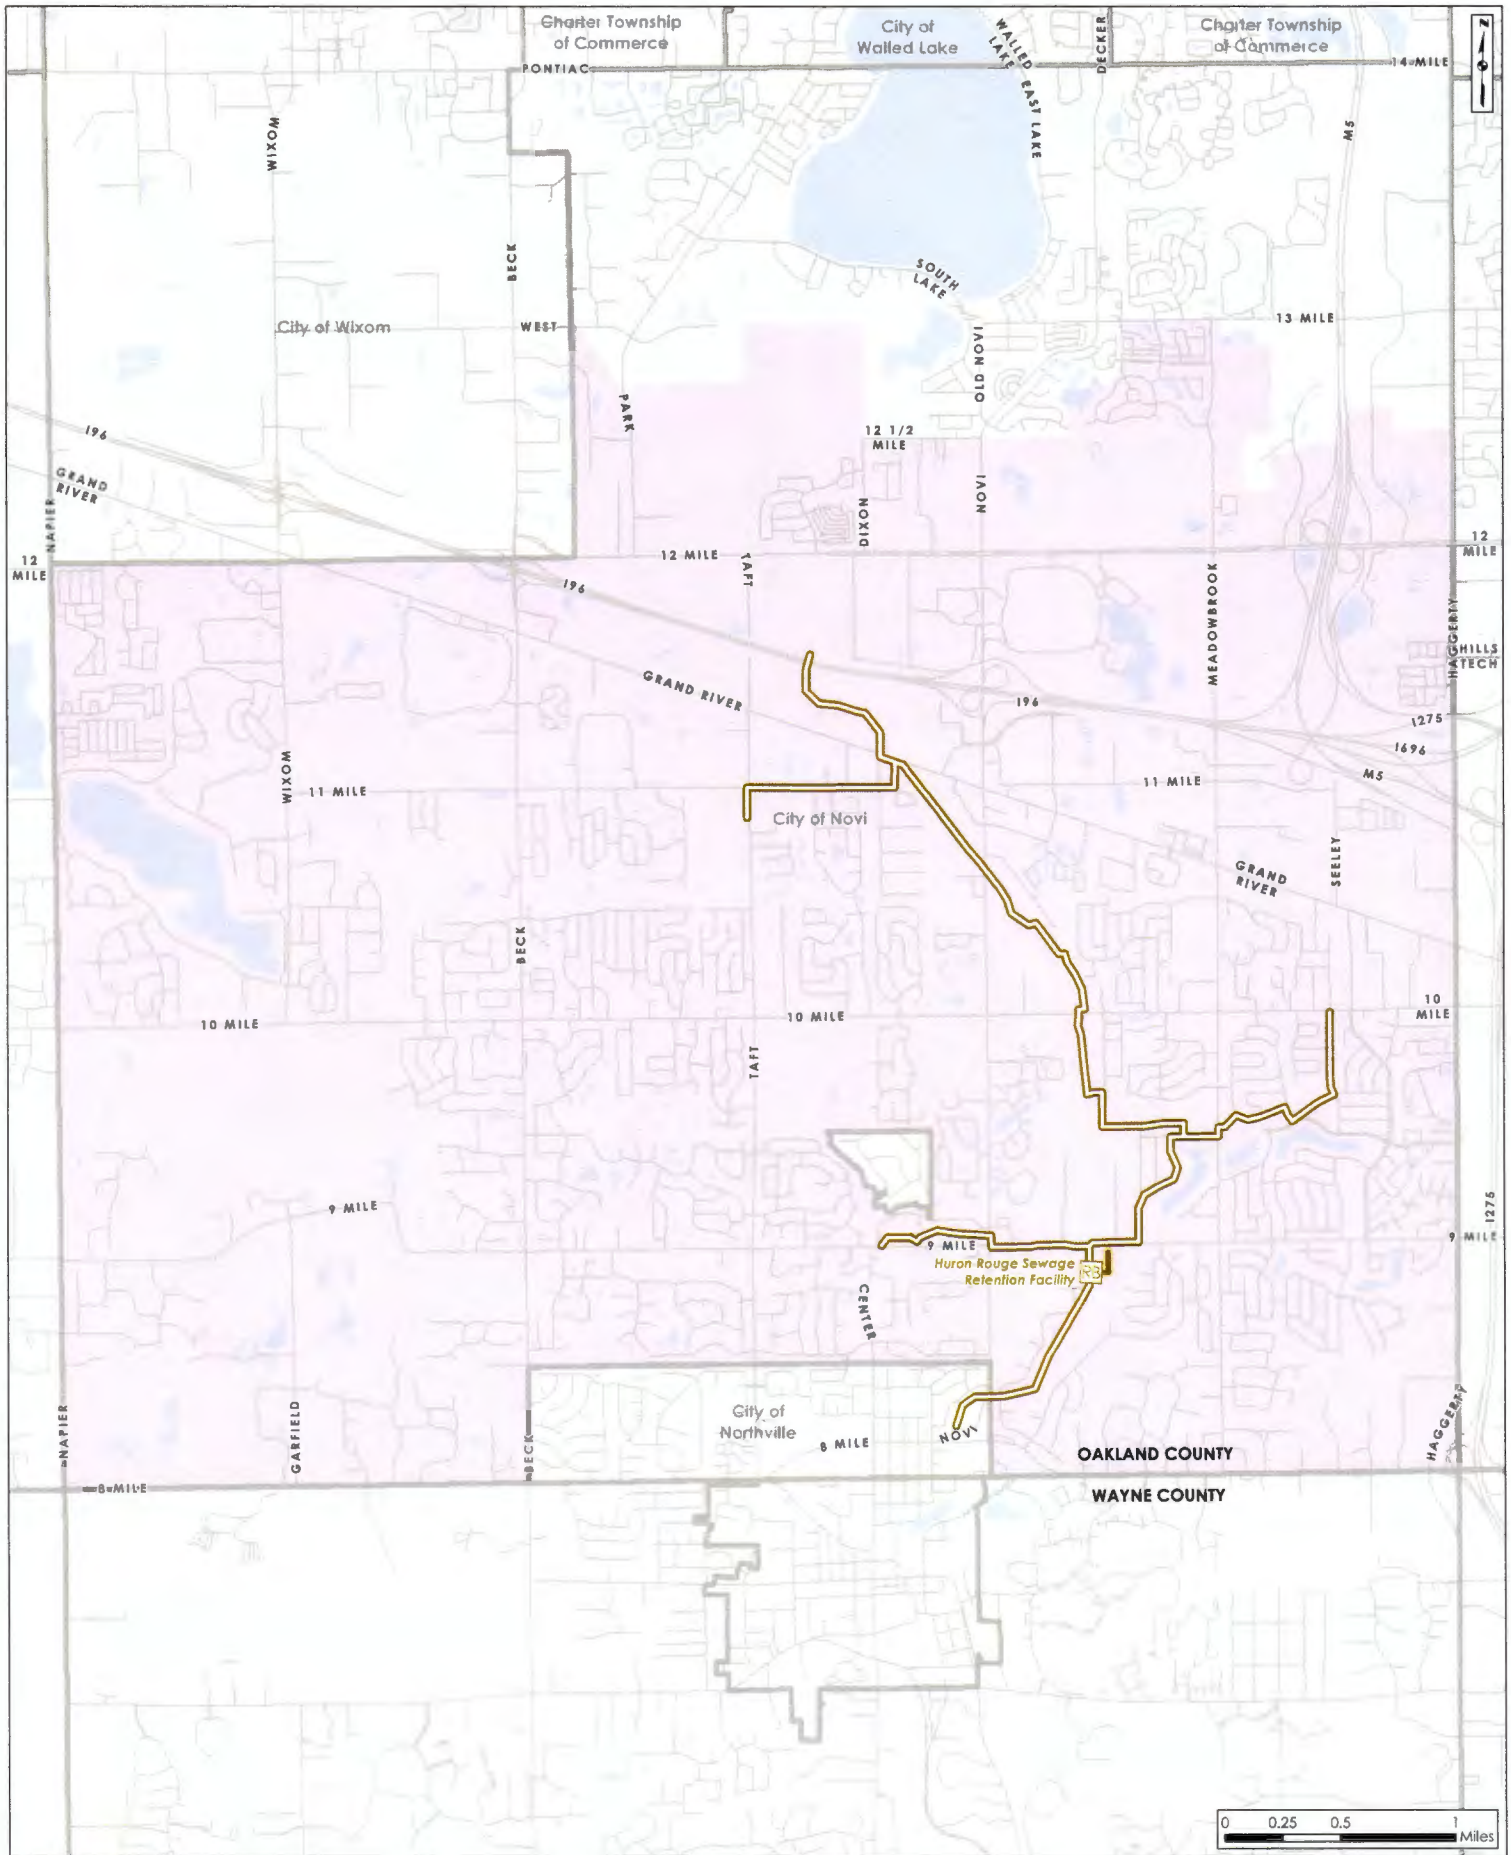 Charter Township
of Commerce
City of
Walled Lake
WALLED
LAKE
DECKER
Charter Township
of Commerce
N
PONTIAC
14 MILE
EAST LAKE
M5
WIXOM
BECK
SOUTH
LAKE
City of Wixom
WEST
13 MILE
OLD NOVI
PARK
12 1/2
MILE
I96
GRAND
RIVER
NAPIER
DIXON
NOVI
12
MILE
12 MILE
TAFT
12
MILE
I96
MEADOWBROOK
HAGGERTY
HILLS
TECH
GRAND RIVER
I96
I275
I696
M5
WIXOM
11 MILE
11 MILE
City of Novi
SEELEY
GRAND
RIVER
BECK
10 MILE
10 MILE
10
MILE
TAFT
9 MILE
I275
9 MILE
9 MILE
Huron Rouge Sewage
Retention Facility
RB
CENTER
NAPIER
GARFIELD
BECK
City of
Northville
8 MILE
NOVI
HAGGERTY
OAKLAND COUNTY
8 MILE
WAYNE COUNTY
0 0.25 0.5 1
Miles